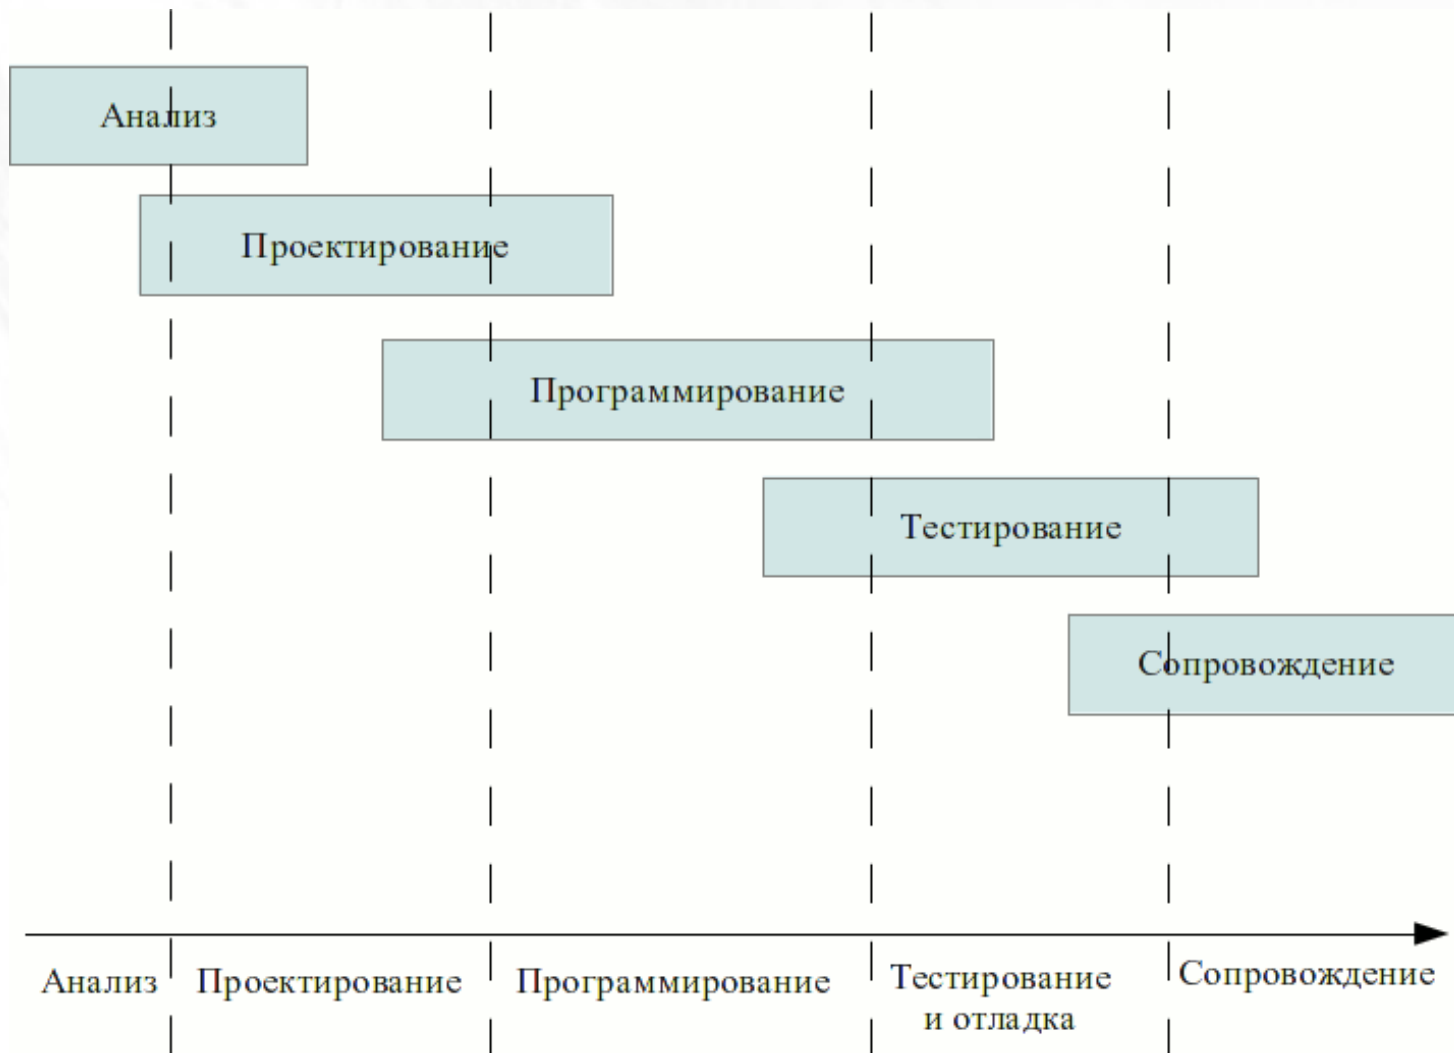 Анализ
Проектирование
Программирование
Тестирование
Сопровождение
Анализ
Проектирование
Программирование
Тестирование
и отладка
Сопровождение